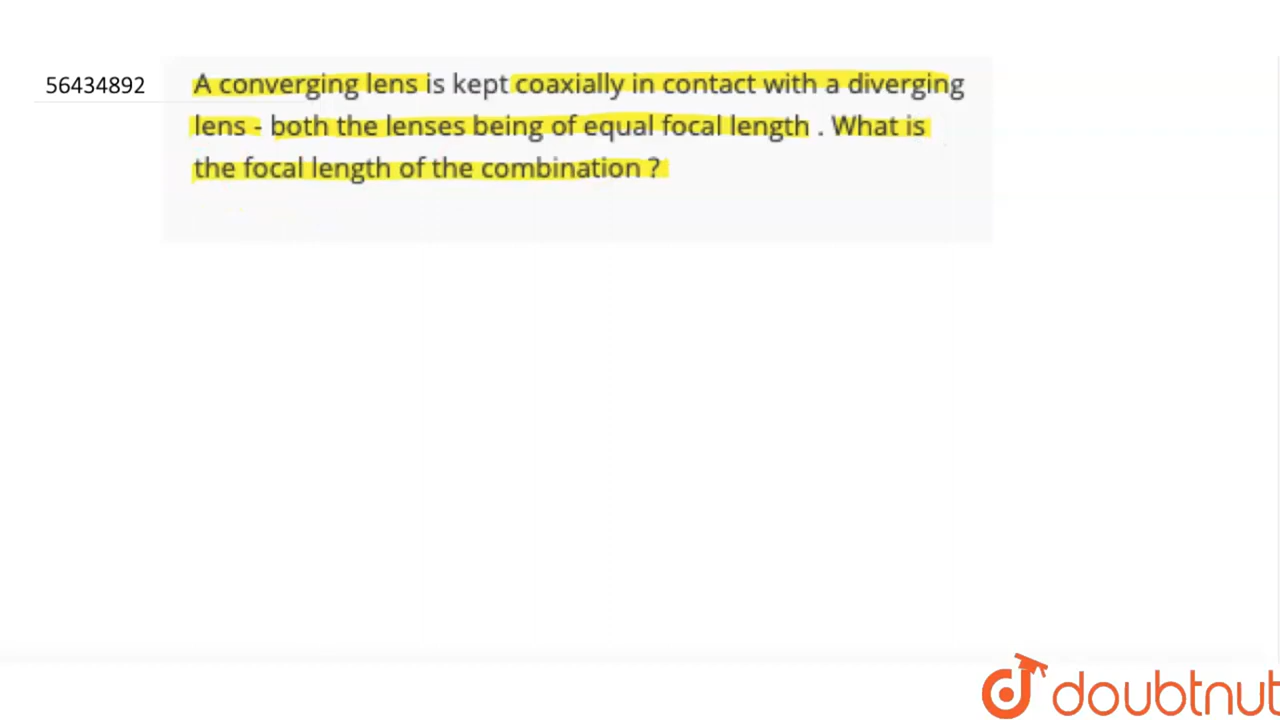 56434892
A converging lens is kept coaxially in contact with a diverging
lens - both the lenses being of equal focal length . What is
the focal length of the combination ?
doubtnut